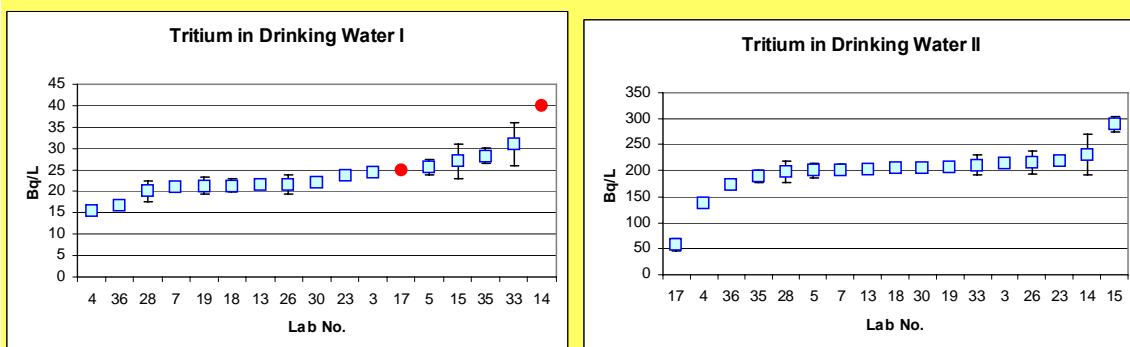 Tritium in Drinking Water I
45
40
35
30
25
20
15
10
5
0
Bq/L
4 36 28 7 19 18 13 26 30 23 3 17 5 15 35 33 14
Lab No.
Tritium in Drinking Water II
350
300
250
200
150
100
50
0
Bq/L
17 4 36 35 28 5 7 13 18 30 19 33 3 26 23 14 15
Lab No.